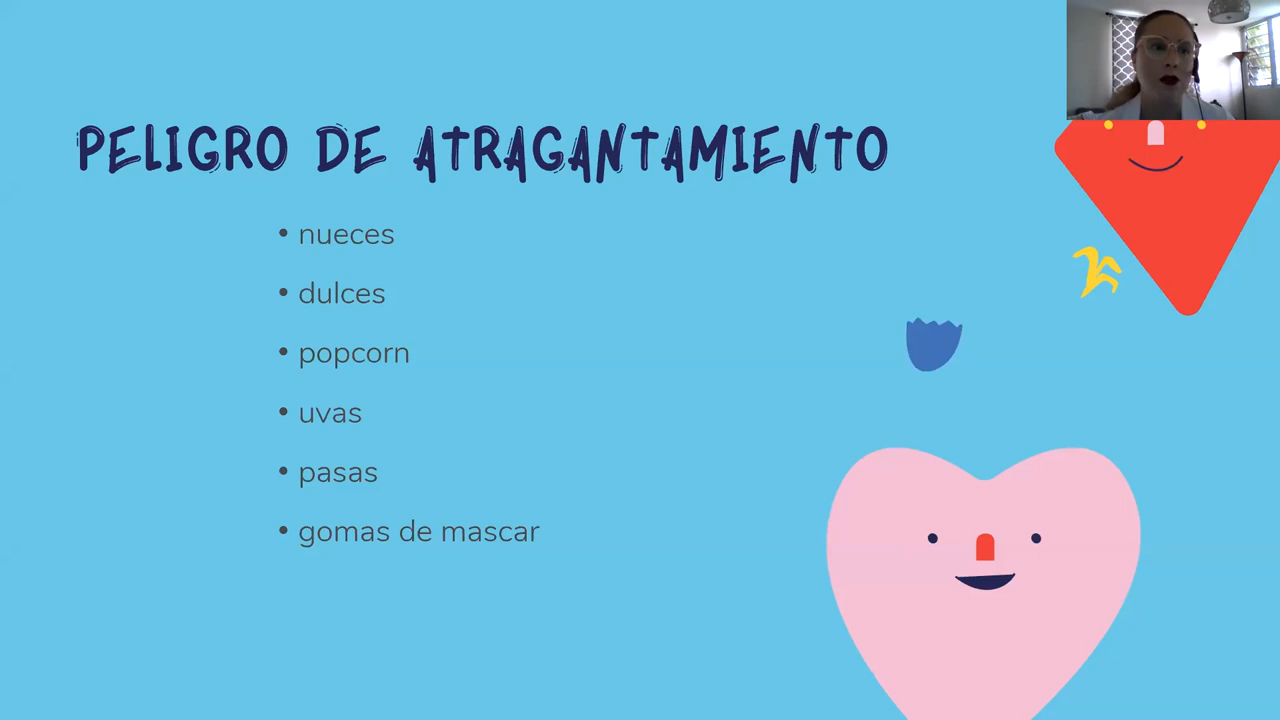 PELIGRO DE ATRAGANTAMIENTO
• nueces
• dulces
• popcorn
• uvas
• pasas
• gomas de mascar